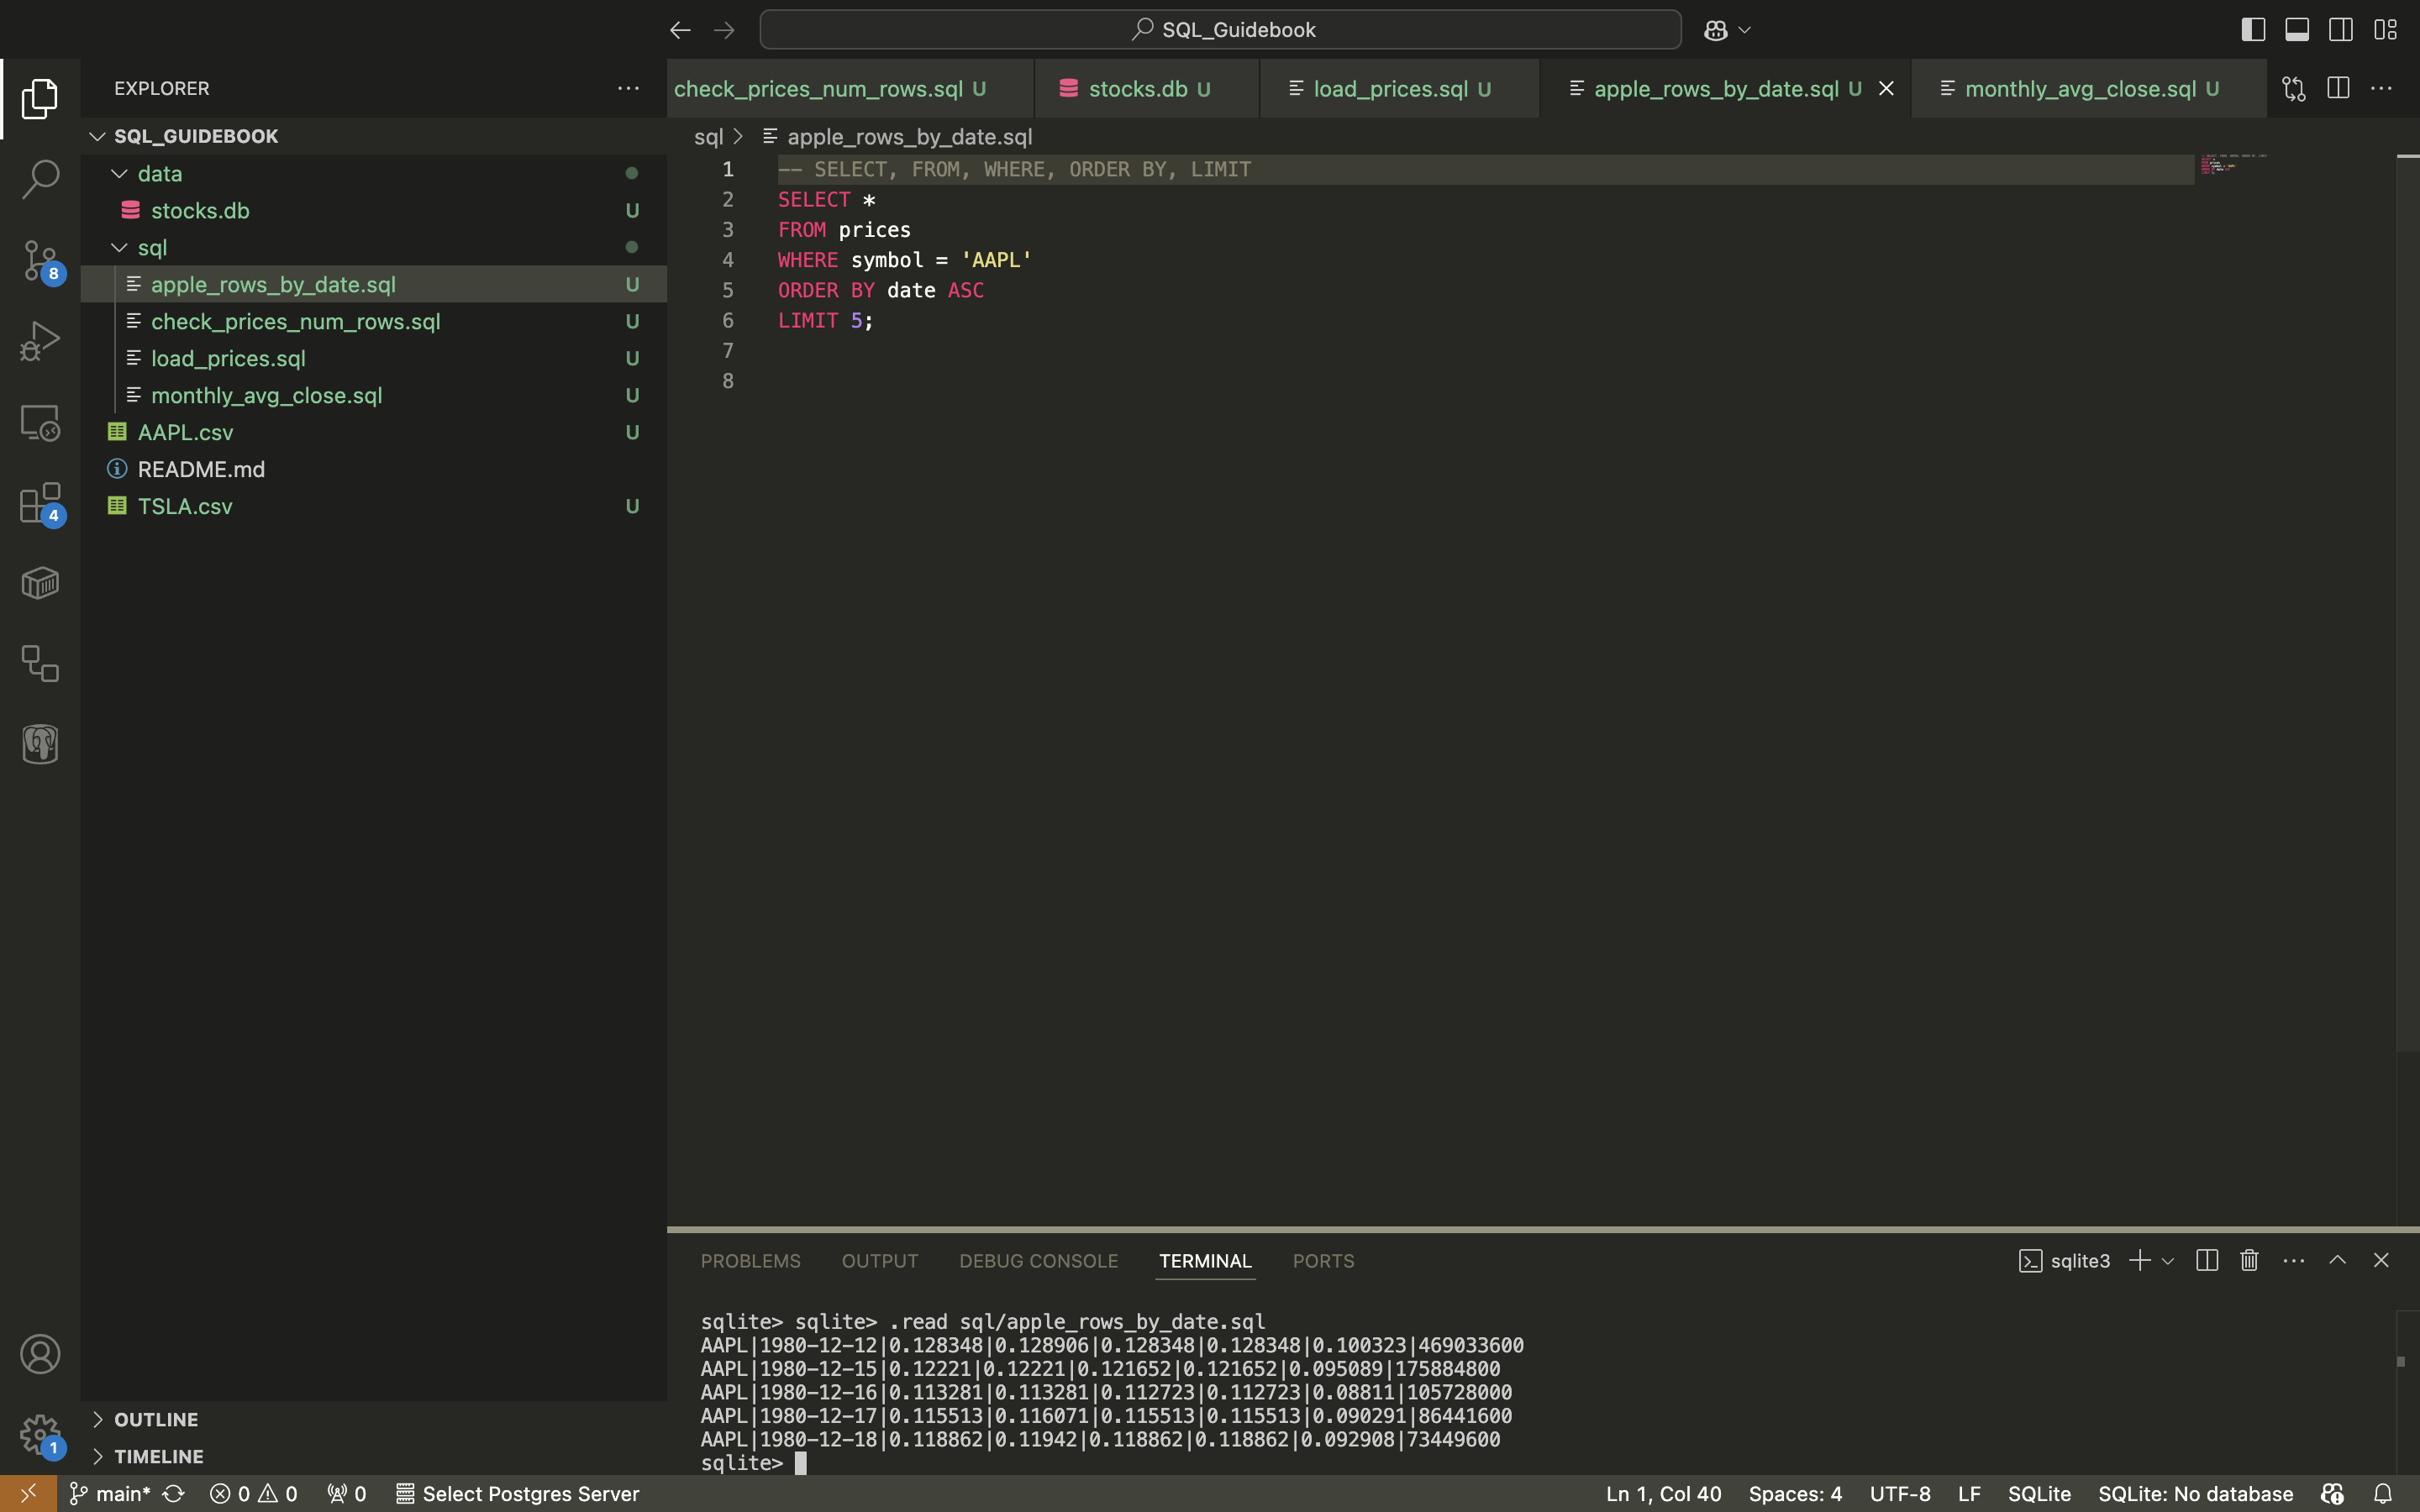 SQL_Guidebook
EXPLORER
SQL_GUIDEBOOK
data
stocks.db U
sql
apple_rows_by_date.sql U
check_prices_num_rows.sql U
load_prices.sql U
monthly_avg_close.sql U
AAPL.csv U
README.md
TSLA.csv U
8
4
1
OUTLINE
TIMELINE
check_prices_num_rows.sql U
stocks.db U
load_prices.sql U
apple_rows_by_date.sql U
monthly_avg_close.sql U
sql > apple_rows_by_date.sql
1 -- SELECT, FROM, WHERE, ORDER BY, LIMIT
2 SELECT *
3 FROM prices
4 WHERE symbol = 'AAPL'
5 ORDER BY date ASC
6 LIMIT 5;
7
8
PROBLEMS OUTPUT DEBUG CONSOLE TERMINAL PORTS
sqlite3
sqlite> sqlite> .read sql/apple_rows_by_date.sql
AAPL|1980-12-12|0.128348|0.128906|0.128348|0.128348|0.100323|469033600
AAPL|1980-12-15|0.12221|0.12221|0.121652|0.121652|0.095089|175884800
AAPL|1980-12-16|0.113281|0.113281|0.112723|0.112723|0.08811|105728000
AAPL|1980-12-17|0.115513|0.116071|0.115513|0.115513|0.090291|86441600
AAPL|1980-12-18|0.118862|0.11942|0.118862|0.118862|0.092908|73449600
sqlite>
main* 0 0 0 Select Postgres Server Ln 1, Col 40 Spaces: 4 UTF-8 LF SQLite SQLite: No database